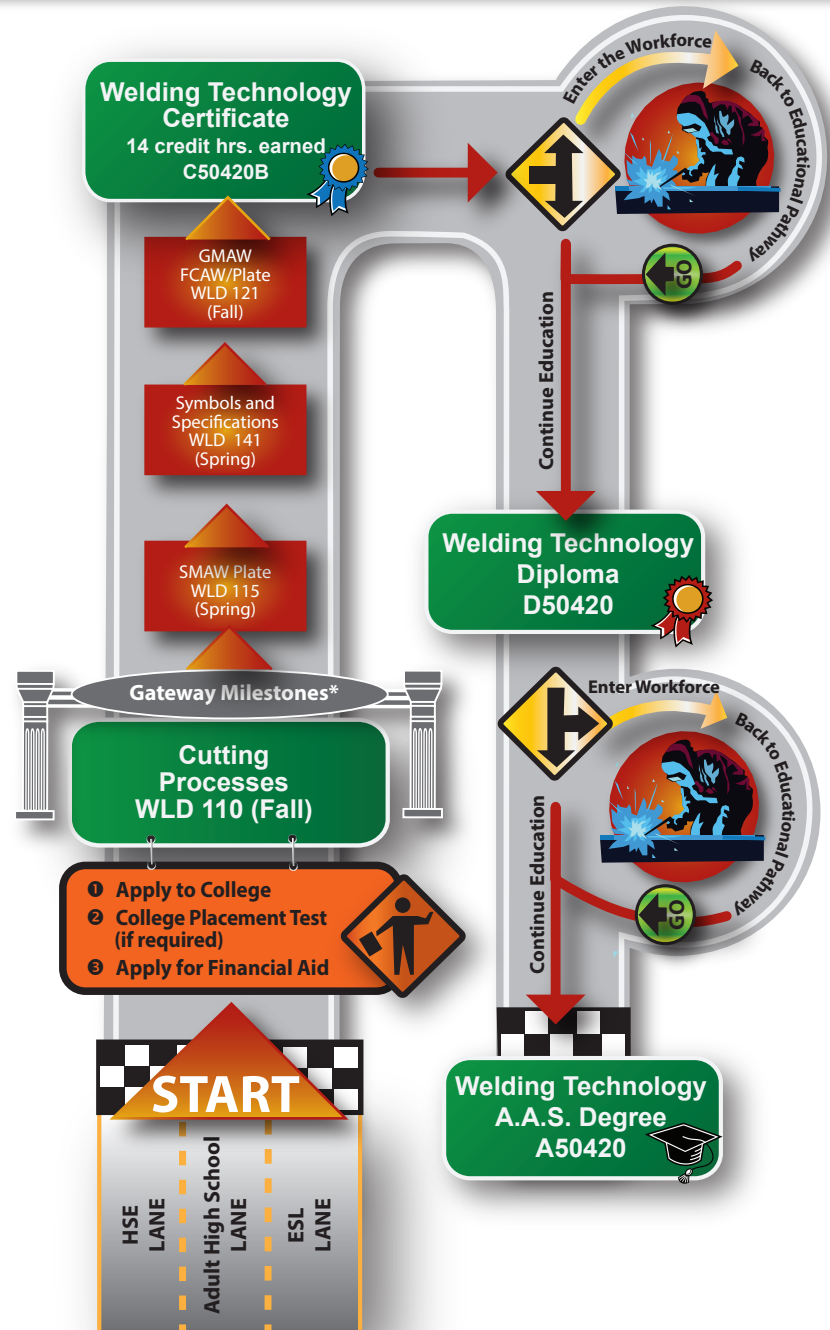 Welding Technology
Certificate
14 credit hrs. earned
C50420B
Enter the Workforce
Back to Educational Pathway
GO
GMAW
FCAW/Plate
WLD 121
(Fall)
Continue Education
Symbols and
Specifications
WLD 141
(Spring)
SMAW Plate
WLD 115
(Spring)
Welding Technology
Diploma
D50420
Gateway Milestones*
Enter Workforce
Back to Educational Pathway
GO
Continue Education
Cutting
Processes
WLD 110 (Fall)
❶ Apply to College
❷ College Placement Test
(if required)
❸ Apply for Financial Aid
START
Welding Technology
A.A.S. Degree
A50420
HSE
LANE
Adult High School
LANE
ESL
LANE